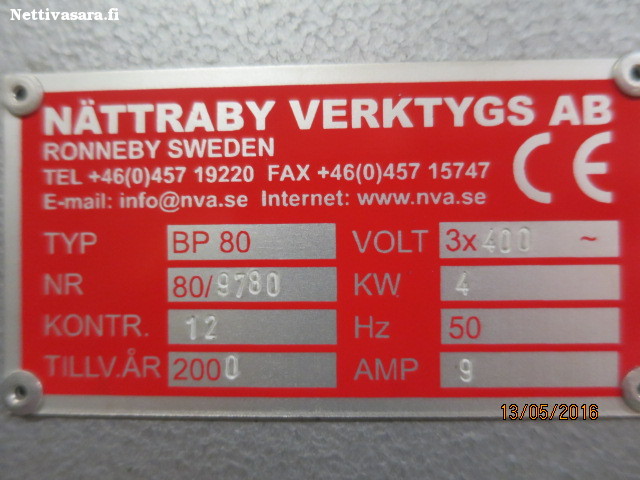 Nettivasara.fi
NÄTTRABY VERKTYGS AB
RONNEBY SWEDEN
TEL +46(0)457 19220 FAX +46(0)457 15747
E-mail: info@nva.se Internet: www.nva.se
CE
TYP BP 80 VOLT 3x400 ~
NR 80/9780 KW 4
KONTR. 12 Hz 50
TILLV.ÅR 2000 AMP 9
13/05/2016